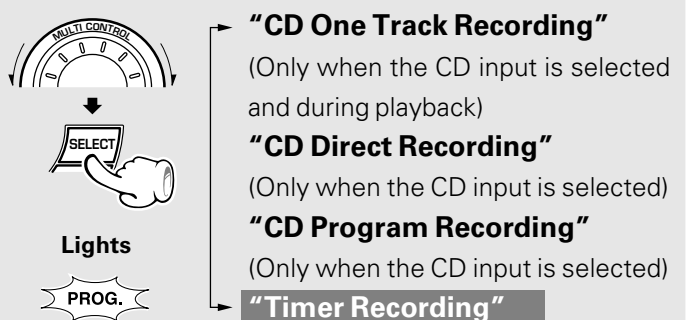 MULTI CONTROL
SELECT
Lights
PROG.
“CD One Track Recording”
(Only when the CD input is selected
and during playback)
“CD Direct Recording”
(Only when the CD input is selected)
“CD Program Recording”
(Only when the CD input is selected)
“Timer Recording”